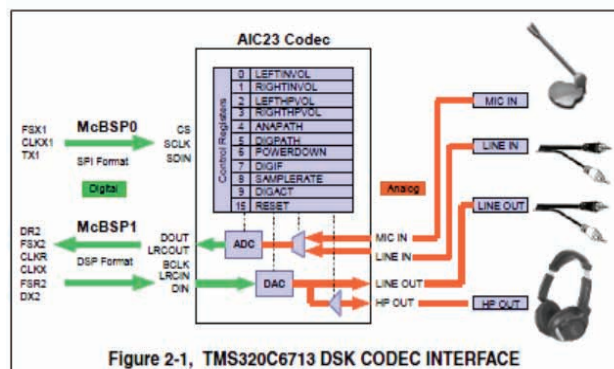 AIC23 Codec
Control Registers
0 LEFTINVOL
1 RIGHTINVOL
2 LEFTHPVOL
3 RIGHTHPVOL
4 ANAPATH
5 DIGPATH
6 POWERDOWN
7 DIGIF
8 SAMPLERATE
9 DIGACT
15 RESET
FSX1
CLKX1
TX1
McBSP0
SPI Format
CS
SCLK
SDIN
Digital
Analog
DR2
FSX2
CLKR
CLKX
FSR2
DX2
McBSP1
DSP Format
DOUT
LRCOUT
BCLK
LRCIN
DIN
ADC
DAC
MIC IN
LINE IN
LINE OUT
HP OUT
MIC IN
LINE IN
LINE OUT
HP OUT
Figure 2-1, TMS320C6713 DSK CODEC INTERFACE